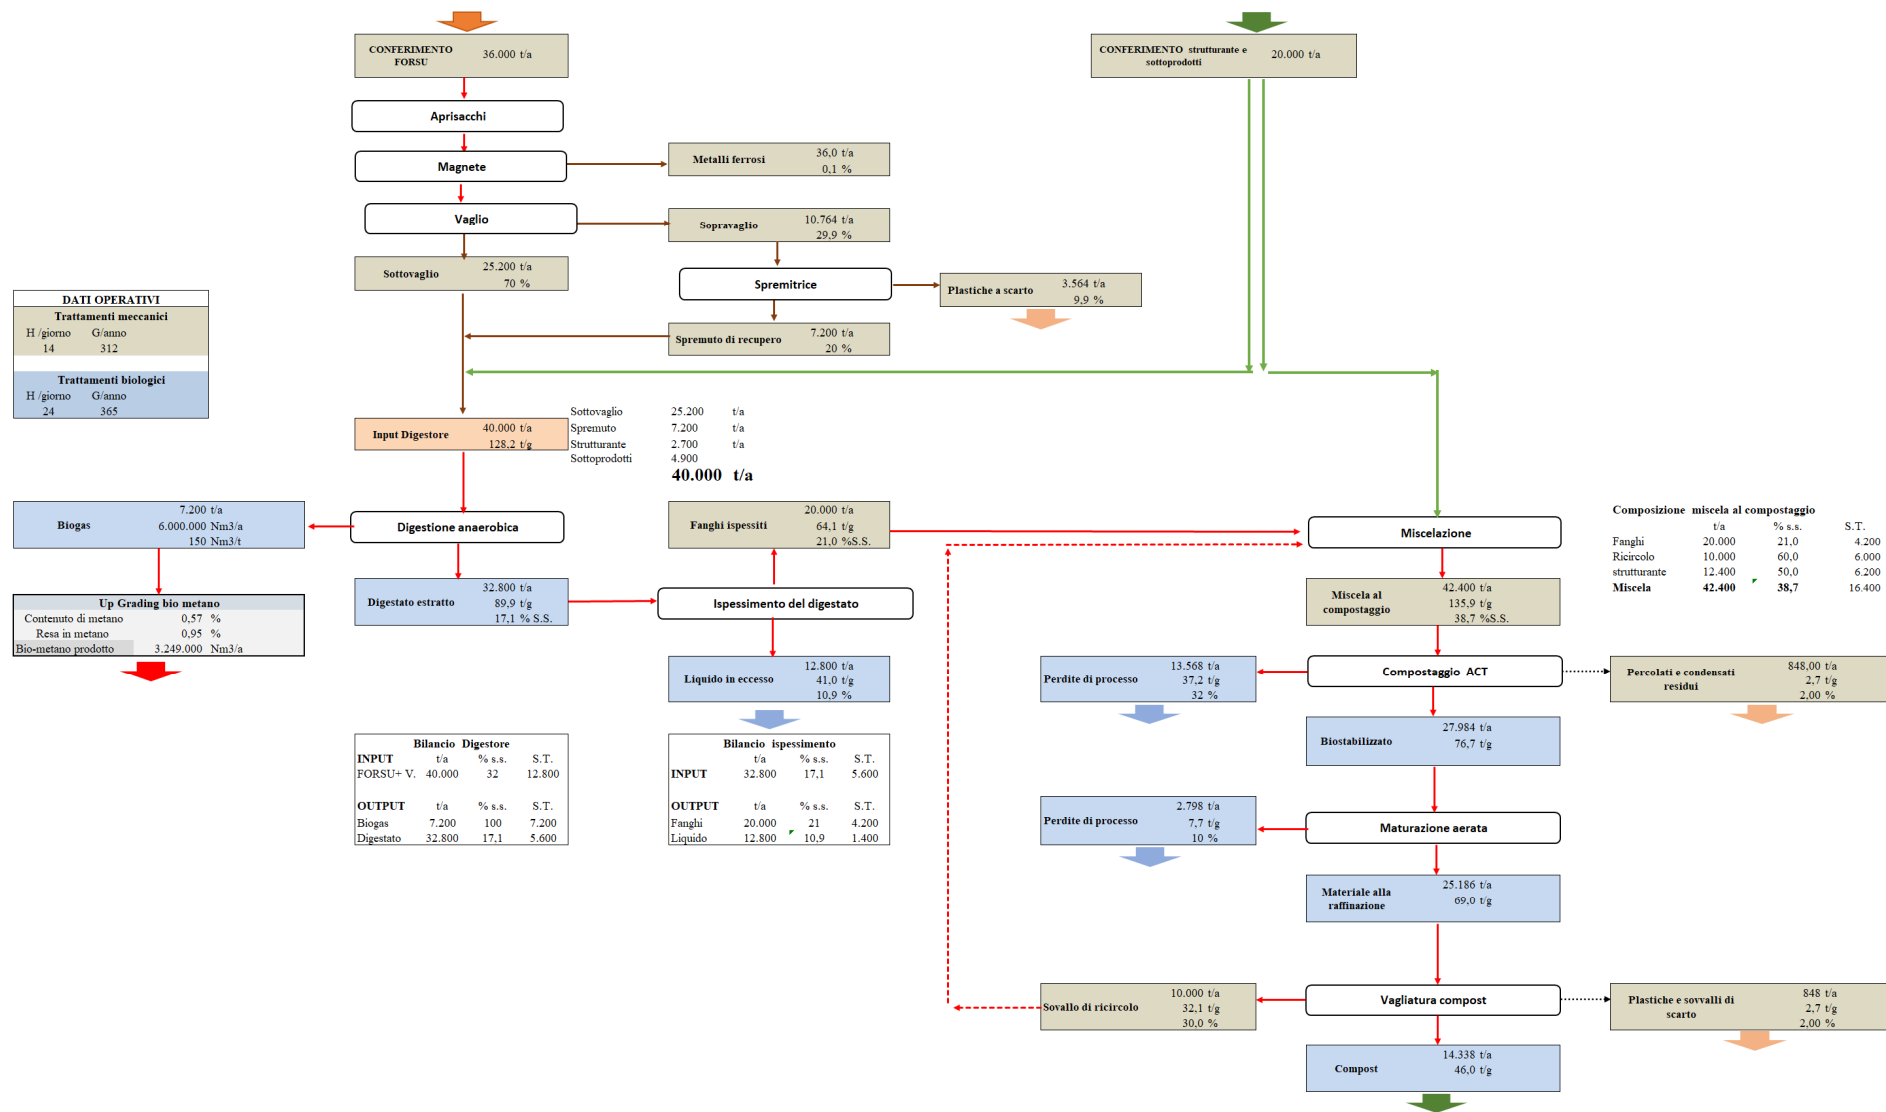 CONFERIMENTO FORSU 36.000 t/a
CONFERIMENTO strutturante e sottoprodotti 20.000 t/a
Aprisacchi
Magnete
Metalli ferrosi 36,0 t/a
0,1 %
Vaglio
Sopravaglio 10.764 t/a
29,9 %
Sottovaglio 25.200 t/a
70 %
Spremitrice
Plastiche a scarto 3.564 t/a
9,9 %
Spremuto di recupero 7.200 t/a
20 %
DATI OPERATIVI
Trattamenti meccanici
H /giorno G/anno
14 312
Trattamenti biologici
H /giorno G/anno
24 365
Input Digestore 40.000 t/a
128,2 t/g
Sottovaglio 25.200 t/a
Spremuto 7.200 t/a
Strutturante 2.700 t/a
Sottoprodotti 4.900
40.000 t/a
Biogas 7.200 t/a
6.000.000 Nm3/a
150 Nm3/t
Digestione anaerobica
Fanghi ispessiti 20.000 t/a
64,1 t/g
21,0 %S.S.
Miscelazione
Composizione miscela al compostaggio
t/a % s.s. S.T.
Fanghi 20.000 21,0 4.200
Ricircolo 10.000 60,0 6.000
strutturante 12.400 50,0 6.200
Miscela 42.400 38,7 16.400
Up Grading bio metano
Contenuto di metano 0,57 %
Resa in metano 0,95 %
Bio-metano prodotto 3.249.000 Nm3/a
Digestato estratto 32.800 t/a
89,9 t/g
17,1 % S.S.
Ispessimento del digestato
Miscela al compostaggio 42.400 t/a
135,9 t/g
38,7 %S.S.
Liquido in eccesso 12.800 t/a
41,0 t/g
10,9 %
Perdite di processo 13.568 t/a
37,2 t/g
32 %
Compostaggio ACT
Percolati e condensati residui 848,00 t/a
2,7 t/g
2,00 %
Biostabilizzato 27.984 t/a
76,7 t/g
Bilancio Digestore
INPUT t/a % s.s. S.T.
FORSU+ V. 40.000 32 12.800
OUTPUT t/a % s.s. S.T.
Biogas 7.200 100 7.200
Digestato 32.800 17,1 5.600
Bilancio ispessimento
t/a % s.s. S.T.
INPUT 32.800 17,1 5.600
OUTPUT t/a % s.s. S.T.
Fanghi 20.000 21 4.200
Liquido 12.800 10,9 1.400
Perdite di processo 2.798 t/a
7,7 t/g
10 %
Maturazione aerata
Materiale alla raffinazione 25.186 t/a
69,0 t/g
Sovallo di ricircolo 10.000 t/a
32,1 t/g
30,0 %
Vagliatura compost
Plastiche e sovvalli di scarto 848 t/a
2,7 t/g
2,00 %
Compost 14.338 t/a
46,0 t/g